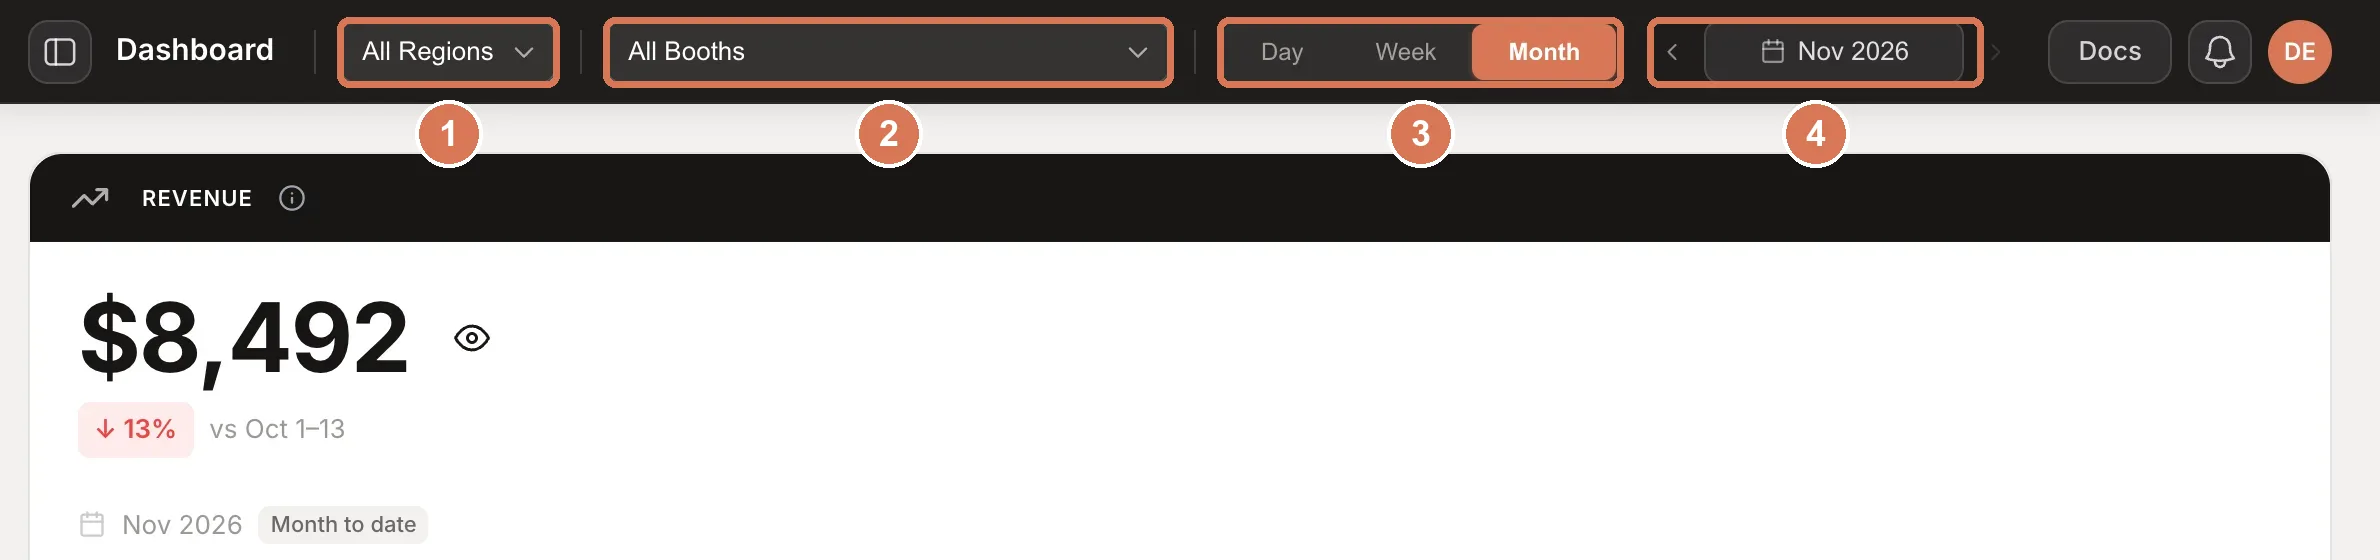 Dashboard All Regions All Booths Day Week Month Nov 2026 Docs DE
1 2 3 4
REVENUE
$8,492
↓ 13% vs Oct 1–13
Nov 2026 Month to date